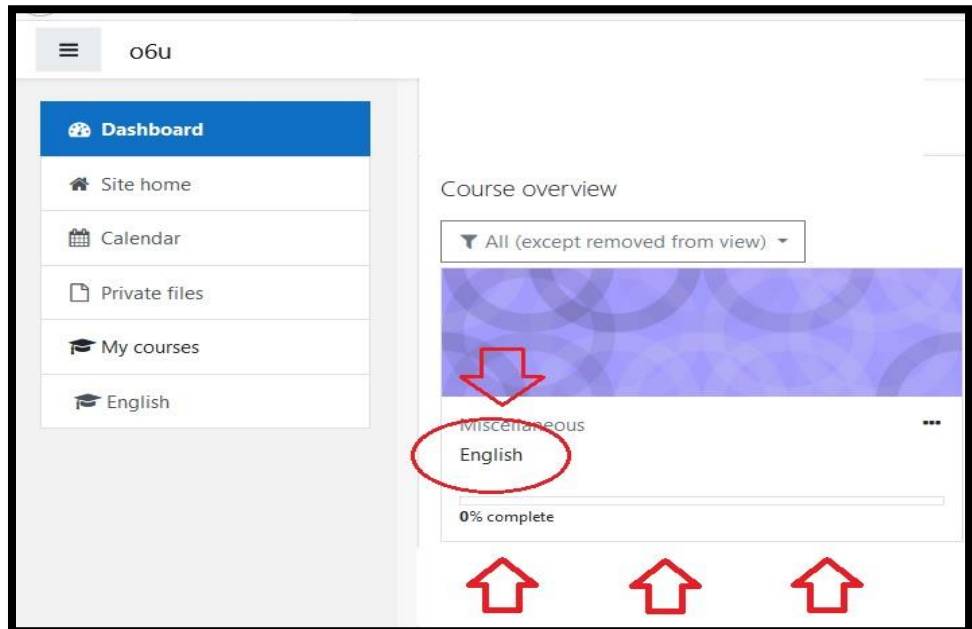 o6u
Dashboard
Site home
Calendar
Private files
My courses
English
Course overview
All (except removed from view)
Miscellaneous
English
0% complete